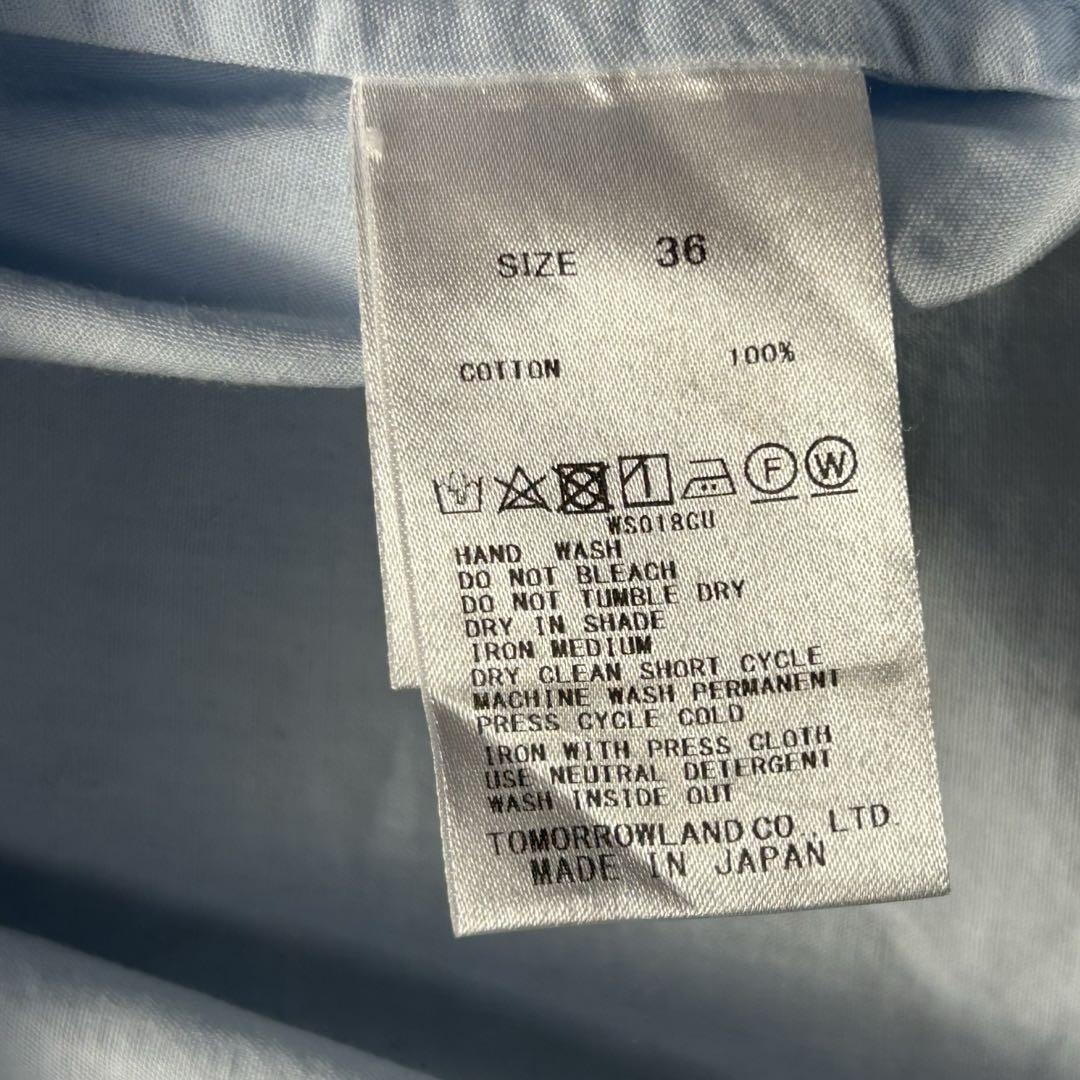 SIZE 36
COTTON 100%
F W
WS018GU
HAND WASH
DO NOT BLEACH
DO NOT TUMBLE DRY
DRY IN SHADE
IRON MEDIUM
DRY CLEAN SHORT CYCLE
MACHINE WASH PERMANENT
PRESS CYCLE COLD
IRON WITH PRESS CLOTH
USE NEUTRAL DETERGENT
WASH INSIDE OUT
TOMORROWLAND CO., LTD.
MADE IN JAPAN